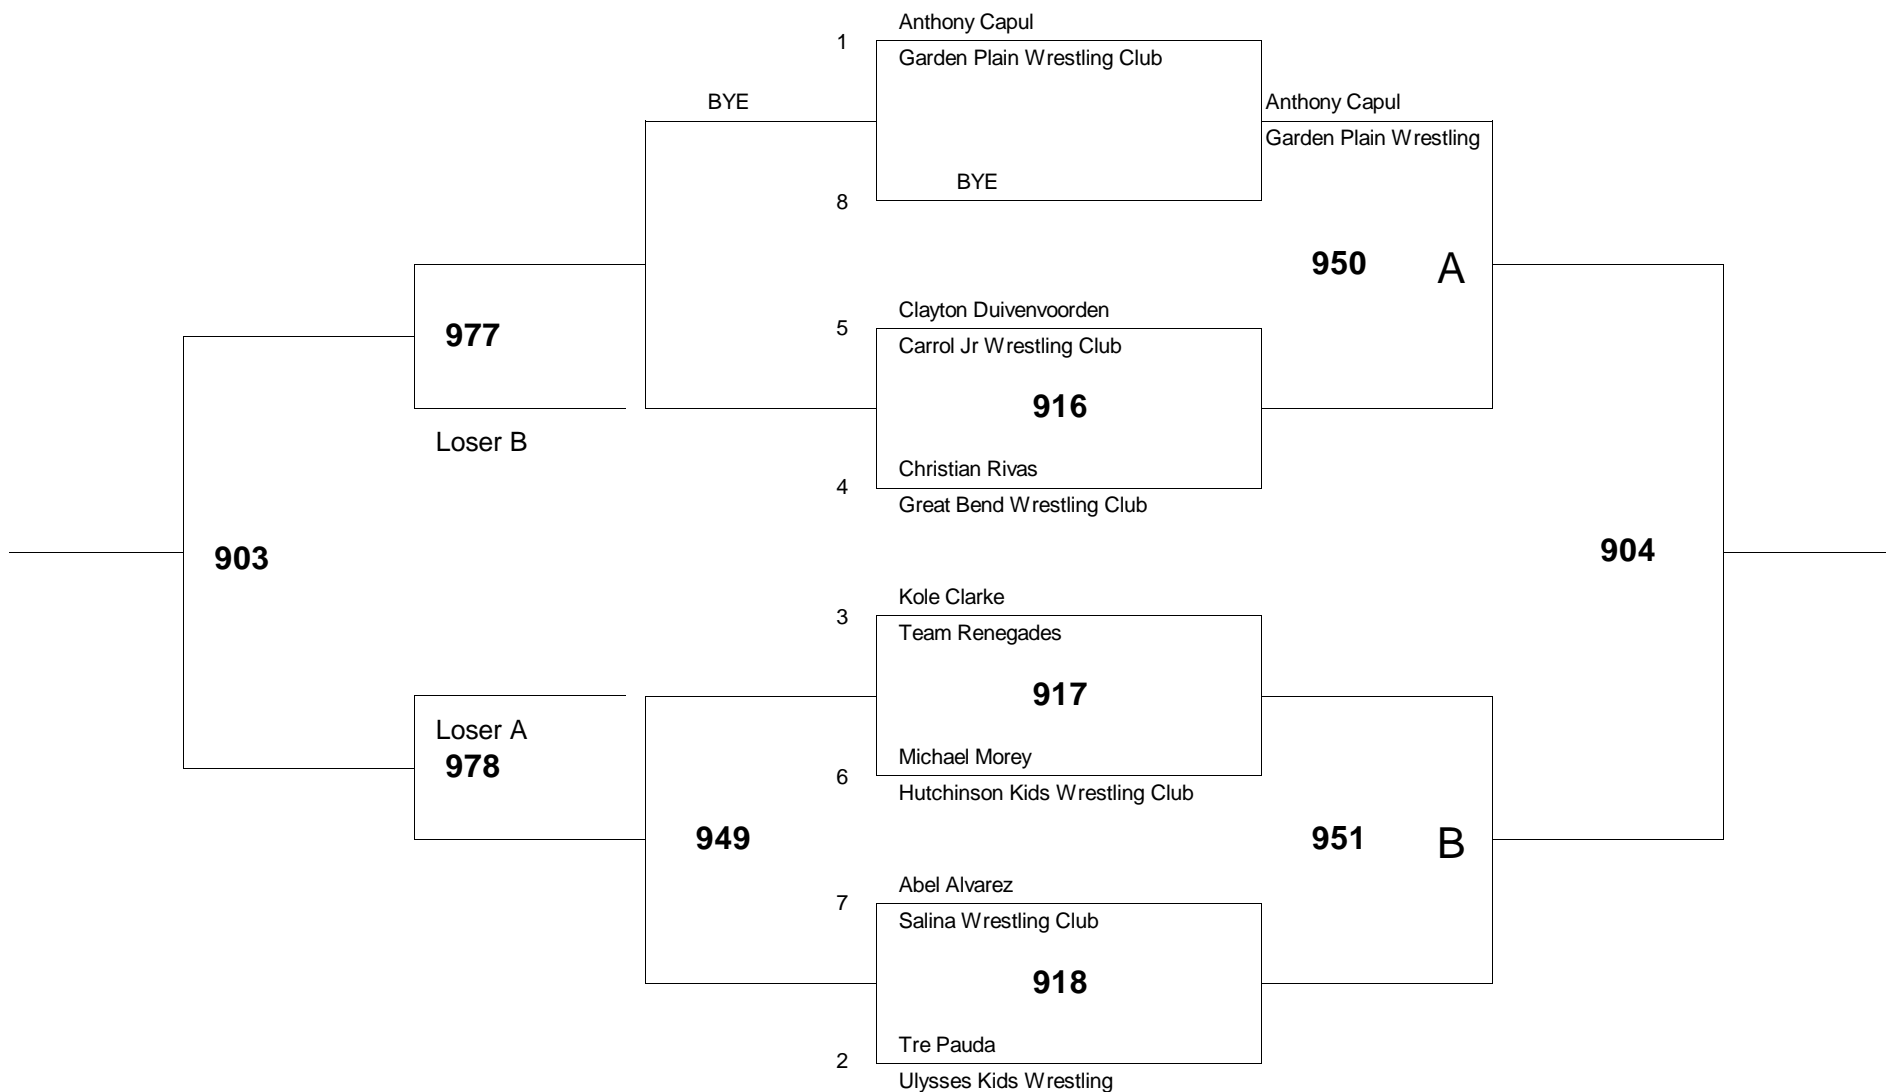 Anthony Capul
1
Garden Plain Wrestling Club
BYE
Anthony Capul
Garden Plain Wrestling
BYE
8
950
A
Clayton Duivenvoorden
5
977
Carrol Jr Wrestling Club
916
Loser B
Christian Rivas
4
Great Bend Wrestling Club
903
904
Kole Clarke
3
Team Renegades
917
Loser A
978
Michael Morey
6
Hutchinson Kids Wrestling Club
949
951
B
Abel Alvarez
7
Salina Wrestling Club
918
Tre Pauda
2
Ulysses Kids Wrestling